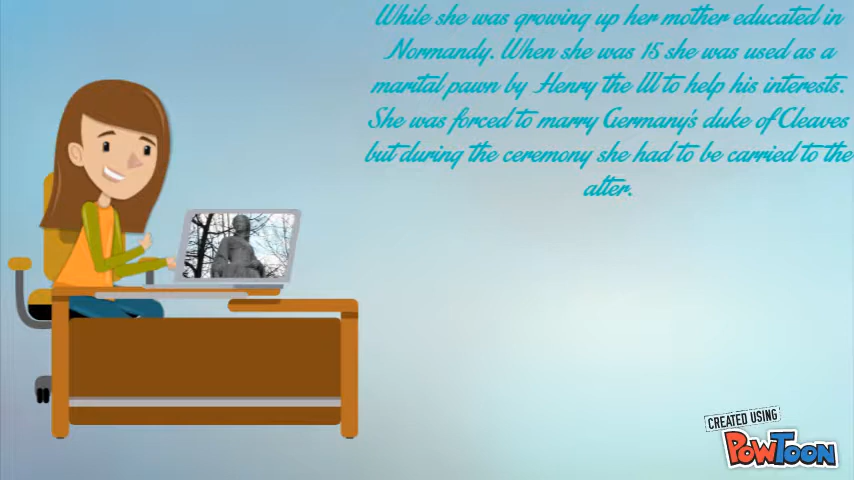 While she was growing up her mother educated in
Normandy. When she was 15 she was used as a
marital pawn by Henry the III to help his interests.
She was forced to marry Germany's duke of Cleaves
but during the ceremony she had to be carried to the
alter.
CREATED USING
POWTOON